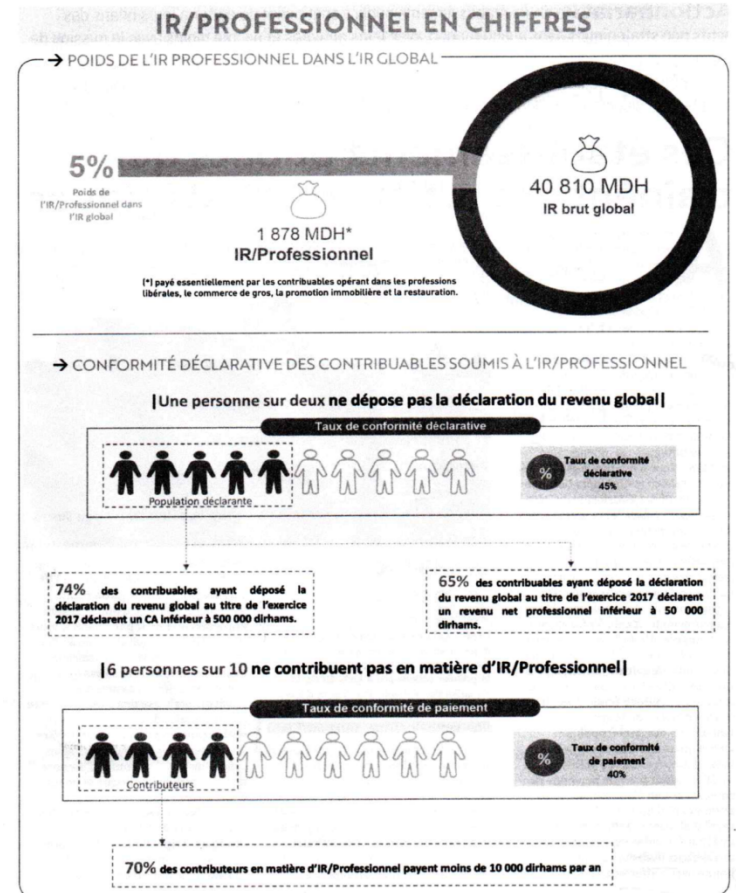 IR/PROFESSIONNEL EN CHIFFRES
→ POIDS DE L'IR PROFESSIONNEL DANS L'IR GLOBAL
5%
Poids de
l'IR/Professionnel dans
l'IR global
1 878 MDH*
IR/Professionnel
40 810 MDH
IR brut global
(*) payé essentiellement par les contribuables opérant dans les professions
libérales, le commerce de gros, la promotion immobilière et la restauration.
→ CONFORMITÉ DÉCLARATIVE DES CONTRIBUABLES SOUMIS À L'IR/PROFESSIONNEL
|Une personne sur deux ne dépose pas la déclaration du revenu global|
Taux de conformité déclarative
Population déclarante
%
Taux de conformité
déclarative
45%
74% des contribuables ayant déposé la
déclaration du revenu global au titre de l'exercice
2017 déclarent un CA inférieur à 500 000 dirhams.
65% des contribuables ayant déposé la déclaration
du revenu global au titre de l'exercice 2017 déclarent
un revenu net professionnel inférieur à 50 000
dirhams.
|6 personnes sur 10 ne contribuent pas en matière d'IR/Professionnel|
Taux de conformité de paiement
Contributeurs
%
Taux de conformité
de paiement
40%
70% des contributeurs en matière d'IR/Professionnel payent moins de 10 000 dirhams par an